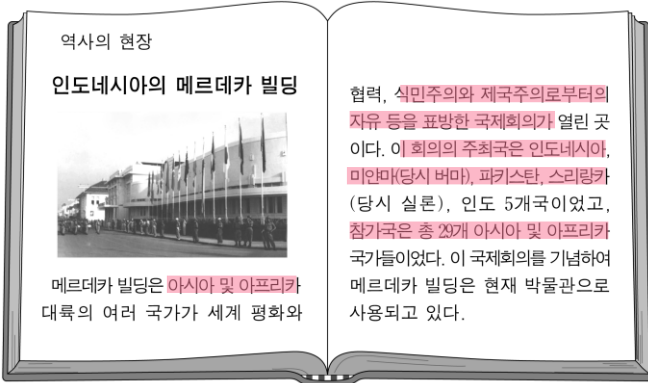 역사의 현장
인도네시아의 메르데카 빌딩
메르데카 빌딩은 아시아 및 아프리카
대륙의 여러 국가가 세계 평화와
협력, 식민주의와 제국주의로부터의
자유 등을 표방한 국제회의가 열린 곳
이다. 이 회의의 주최국은 인도네시아,
미얀마(당시 버마), 파키스탄, 스리랑카
(당시 실론), 인도 5개국이었고,
참가국은 총 29개 아시아 및 아프리카
국가들이었다. 이 국제회의를 기념하여
메르데카 빌딩은 현재 박물관으로
사용되고 있다.